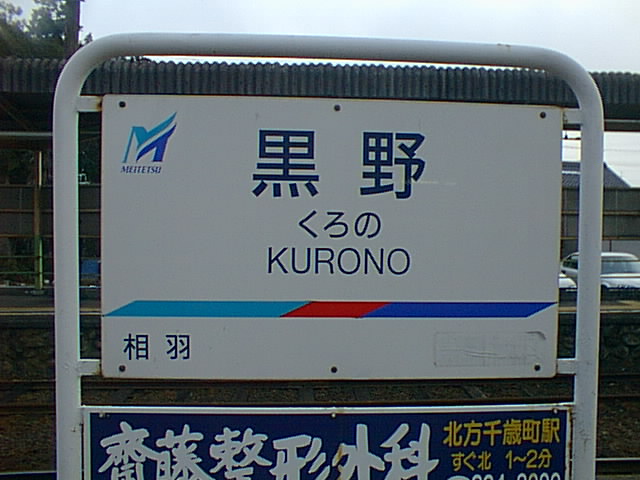 MEITETSU
黒野
くろの
KURONO
相羽
齋藤整形外科
北方千歳町駅
すぐ北 1〜2分